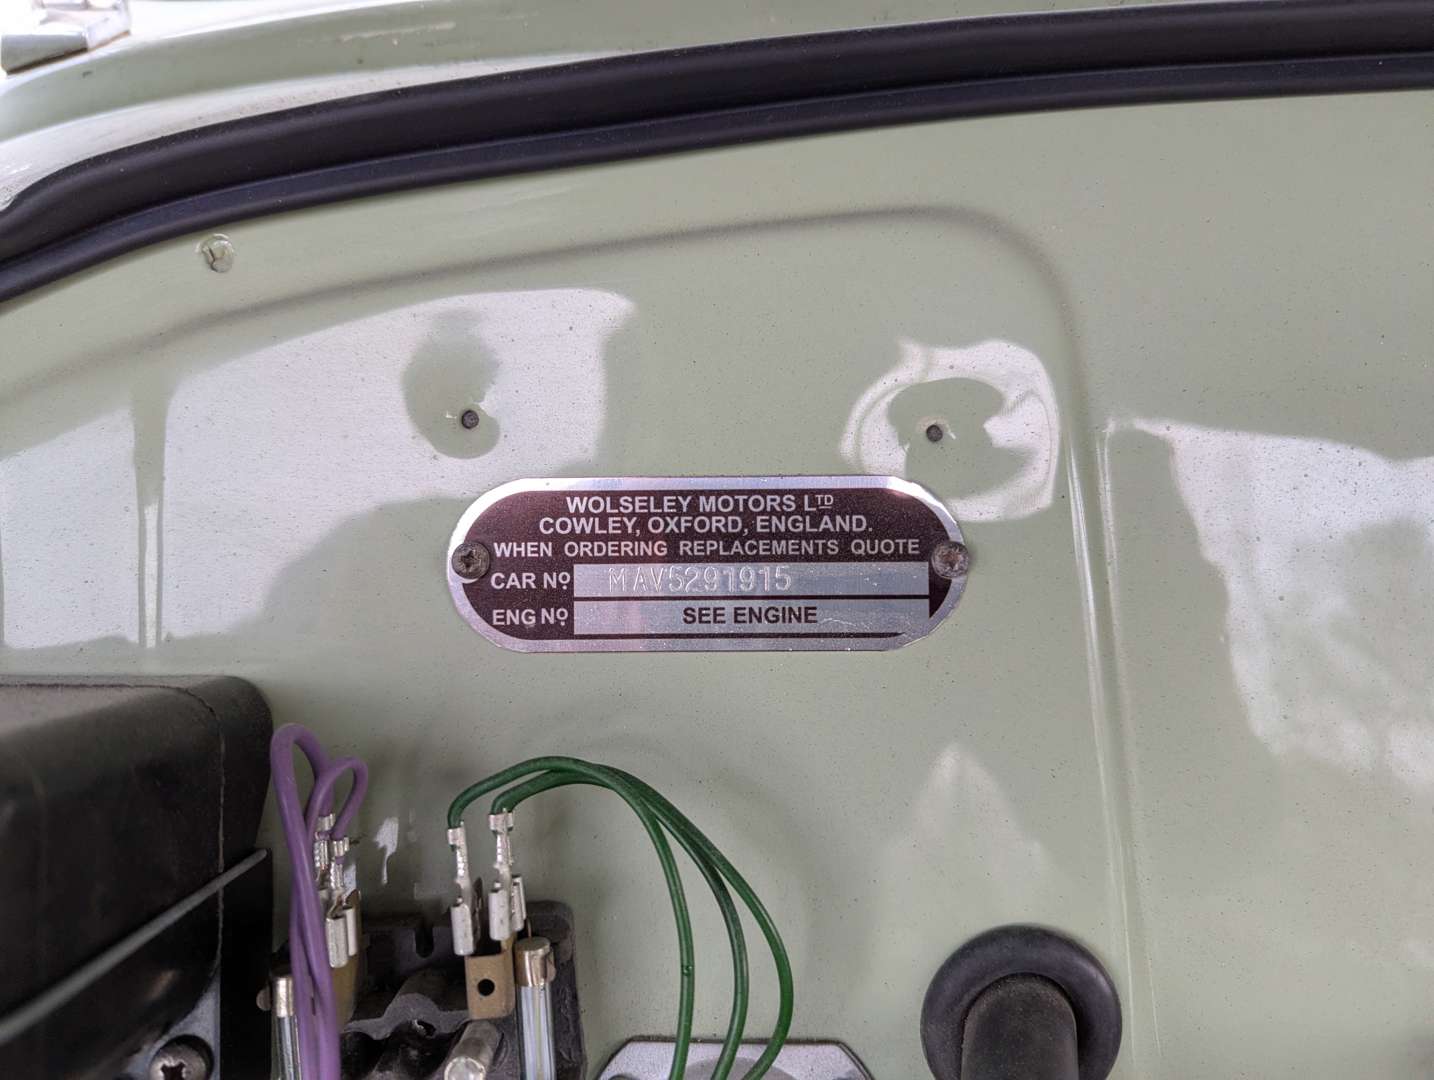 WOLSELEY MOTORS LTD
COWLEY, OXFORD, ENGLAND.
WHEN ORDERING REPLACEMENTS QUOTE
CAR No. MAV5291915
ENG No. SEE ENGINE